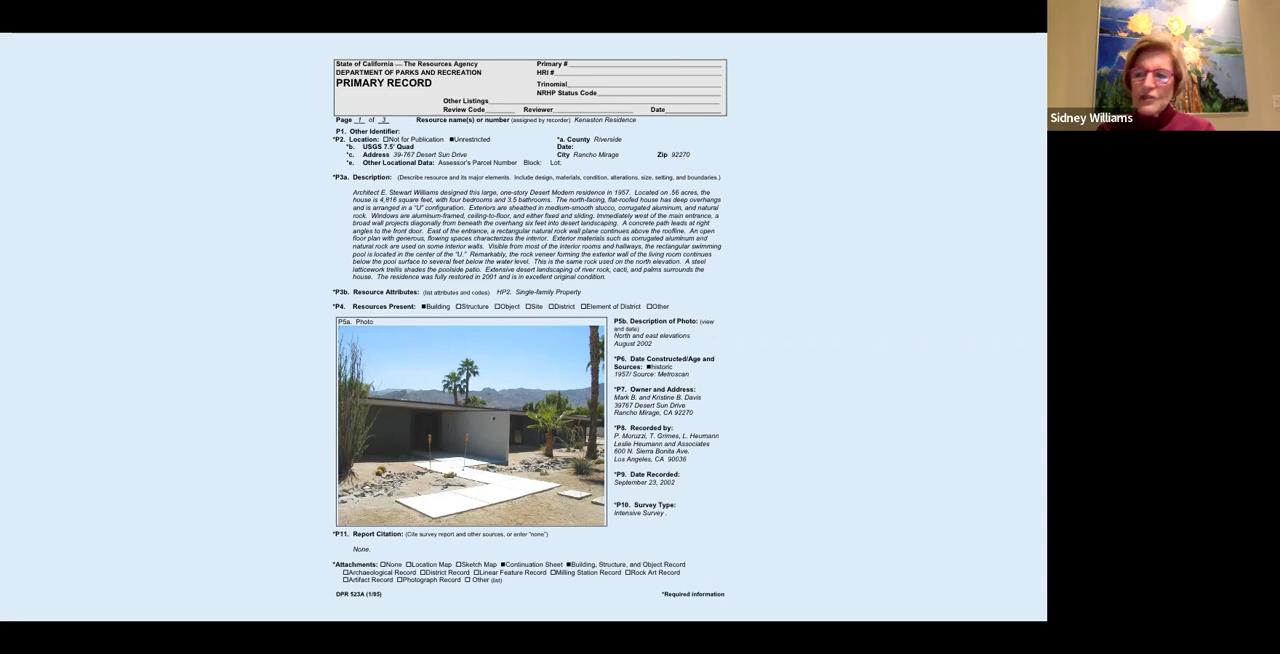 State of California — The Resources Agency Primary #
DEPARTMENT OF PARKS AND RECREATION HRI #
PRIMARY RECORD Trinomial
NRHP Status Code
Other Listings
Review Code Reviewer Date
Page 1 of 3 Resource name(s) or number (assigned by recorder) Kenaston Residence
P1. Other Identifier:
*P2. Location: ☐Not for Publication ■Unrestricted *a. County Riverside
*b. USGS 7.5' Quad Date:
*c. Address 39-767 Desert Sun Drive City Rancho Mirage Zip 92270
*e. Other Locational Data: Assessor's Parcel Number Block: Lot:
*P3a. Description: (Describe resource and its major elements. Include design, materials, condition, alterations, size, setting, and boundaries.)
Architect E. Stewart Williams designed this large, one-story Desert Modern residence in 1957. Located on .56 acres, the
house is 4,816 square feet, with four bedrooms and 3.5 bathrooms. The north-facing, flat-roofed house has deep overhangs
and is arranged in a "U" configuration. Exteriors are sheathed in medium-smooth stucco, corrugated aluminum, and natural
rock. Windows are aluminum-framed, ceiling-to-floor, and either fixed and sliding. Immediately west of the main entrance, a
broad wall projects diagonally from beneath the overhang six feet into desert landscaping. A concrete path leads at right
angles to the front door. East of the entrance, a rectangular natural rock wall plane continues above the roofline. An open
floor plan with generous, flowing spaces characterizes the interior. Exterior materials such as corrugated aluminum and
natural rock are used on some interior walls. Visible from most of the interior rooms and hallways, the rectangular swimming
pool is located in the center of the "U." Remarkably, the rock veneer forming the exterior wall of the living room continues
below the pool surface to several feet below the water level. This is the same rock used on the north elevation. A steel
latticework trellis shades the poolside patio. Extensive desert landscaping of river rock, cacti, and palms surrounds the
house. The residence was fully restored in 2001 and is in excellent original condition.
*P3b. Resource Attributes: (list attributes and codes) HP2. Single-family Property
*P4. Resources Present: ■Building ☐Structure ☐Object ☐Site ☐District ☐Element of District ☐Other
P5a. Photo
P5b. Description of Photo: (view
and date)
North and east elevations
August 2002
*P6. Date Constructed/Age and
Sources: ■historic
1957/ Source: Metroscan
*P7. Owner and Address:
Mark B. and Kristine B. Davis
39767 Desert Sun Drive
Rancho Mirage, CA 92270
*P8. Recorded by:
P. Moruzzi, T. Grimes, L. Heumann
Leslie Heumann and Associates
600 N. Sierra Bonita Ave.
Los Angeles, CA 90036
*P9. Date Recorded:
September 23, 2002
*P10. Survey Type:
Intensive Survey .
*P11. Report Citation: (Cite survey report and other sources, or enter "none")
None.
*Attachments: ☐None ☐Location Map ☐Sketch Map ■Continuation Sheet ■Building, Structure, and Object Record
☐Archaeological Record ☐District Record ☐Linear Feature Record ☐Milling Station Record ☐Rock Art Record
☐Artifact Record ☐Photograph Record ☐ Other (list)
DPR 523A (1/95) *Required information
Sidney Williams